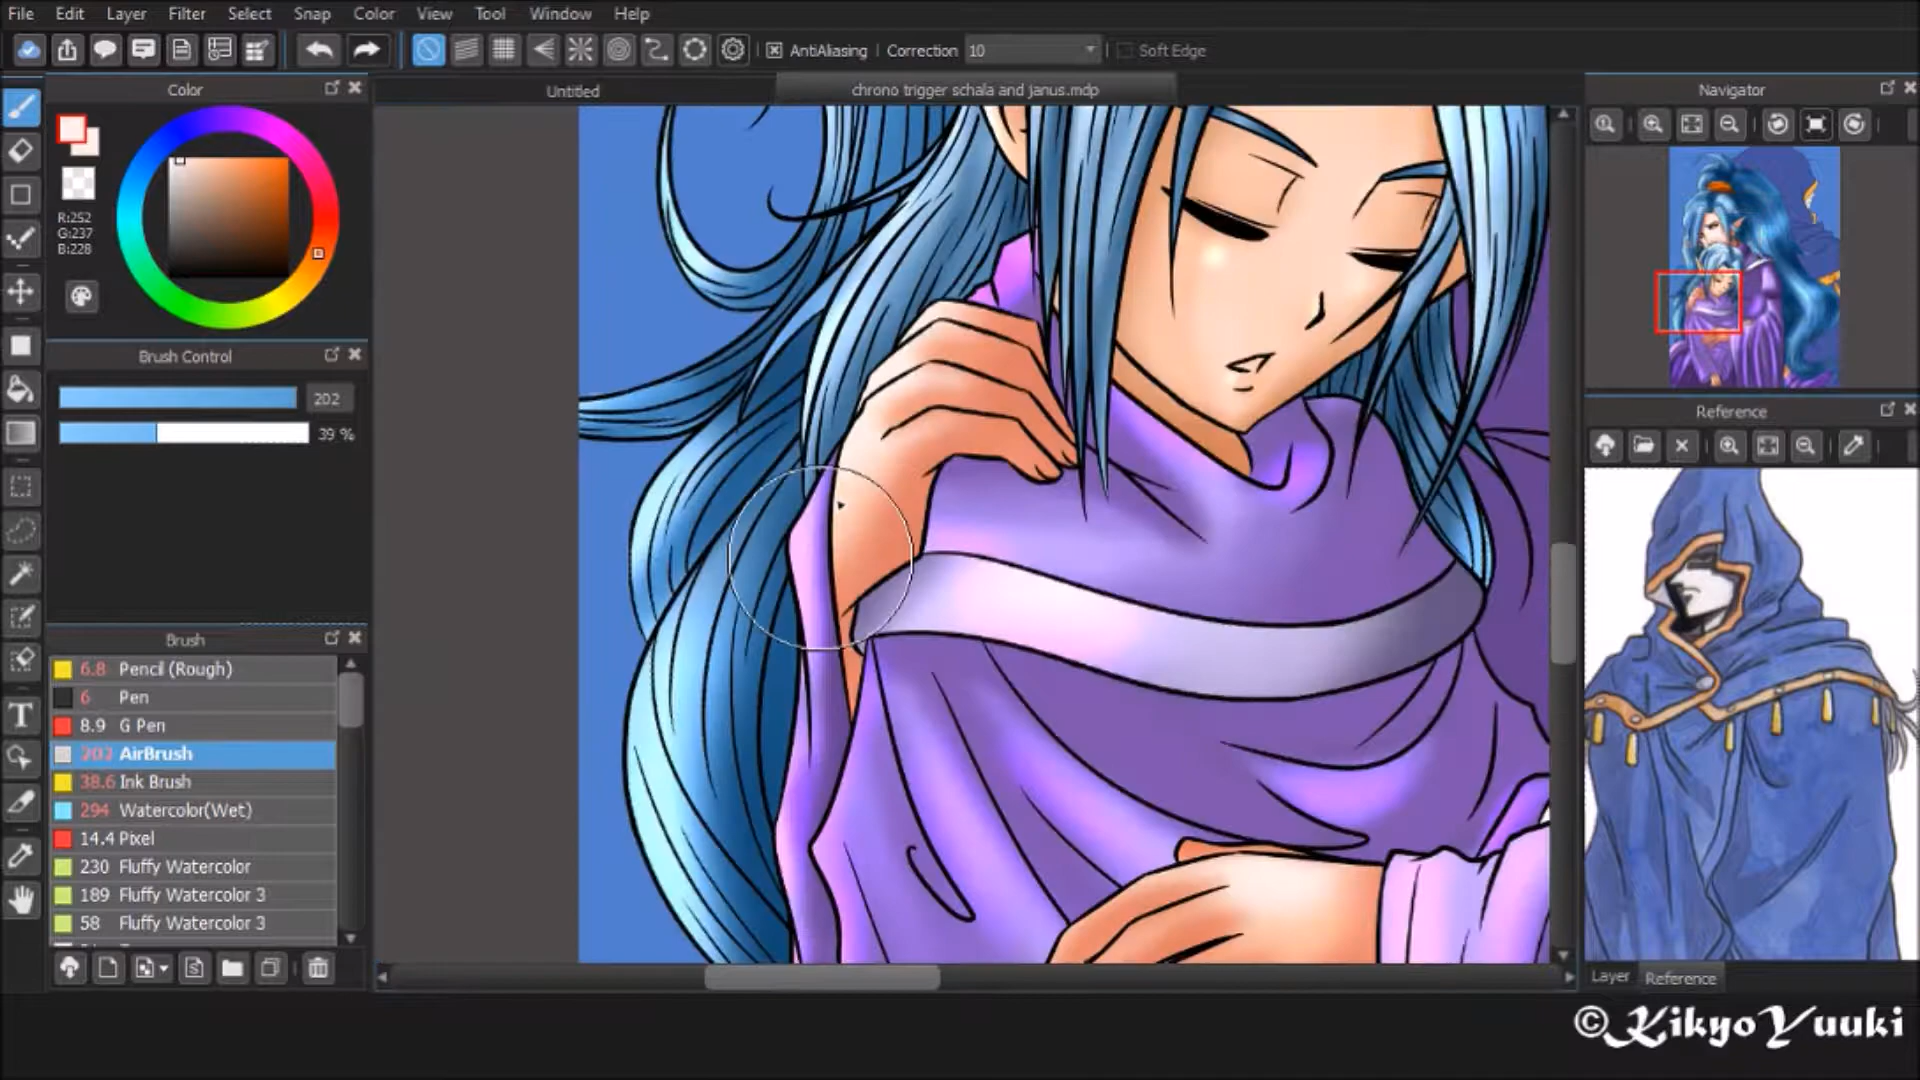 File Edit Layer Filter Select Snap Color View Tool Window Help
AntiAliasing Correction 10 Soft Edge
Color
Untitled
chrono trigger schala and janus.mdp
Navigator
R:252
G:237
B:228
Brush Control
202
39 %
Reference
Brush
6.8 Pencil (Rough)
6 Pen
8.9 G Pen
202 AirBrush
38.6 Ink Brush
294 Watercolor(Wet)
14.4 Pixel
230 Fluffy Watercolor
189 Fluffy Watercolor 3
58 Fluffy Watercolor 3
T
Layer Reference
©KikyoYuuki